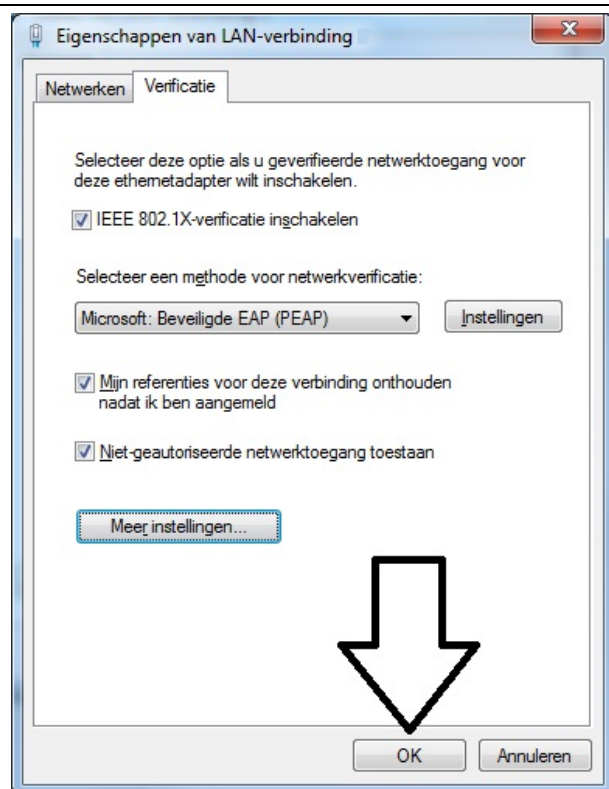 Eigenschappen van LAN-verbinding
Netwerken Verificatie
Selecteer deze optie als u geverifieerde netwerktoegang voor
deze ethernetadapter wilt inschakelen.
IEEE 802.1X-verificatie inschakelen
Selecteer een methode voor netwerkverificatie:
Microsoft: Beveiligde EAP (PEAP) Instellingen
Mijn referenties voor deze verbinding onthouden
nadat ik ben aangemeld
Niet-geautoriseerde netwerktoegang toestaan
Meer instellingen...
OK Annuleren